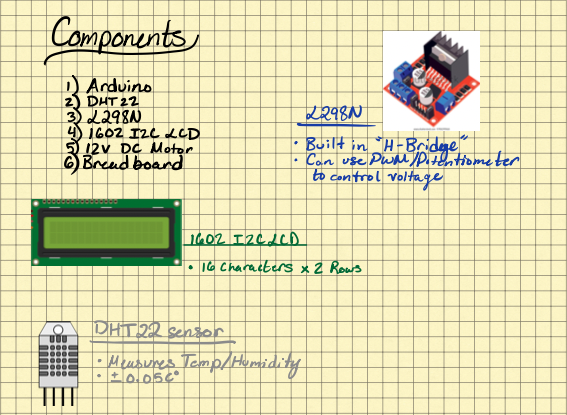 Components
1) Arduino
2) DHT22
3) L298N
4) 1602 I2C LCD
5) 12V DC Motor
6) Breadboard
L298N
• Built in "H-Bridge"
• Can use PWM/Potentiometer
to control voltage
1602 I2C LCD
• 16 Characters x 2 Rows
DHT22 sensor
• Measures Temp/Humidity
• ±0.05C°